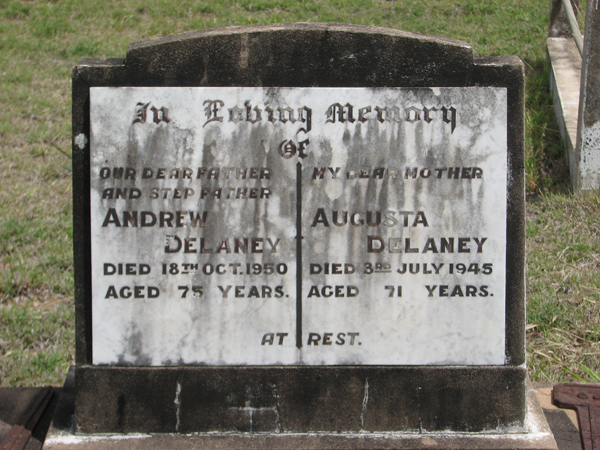 In Loving Memory
Of
OUR DEAR FATHER
AND STEP FATHER
ANDREW
DELANEY
DIED 18TH OCT. 1950
AGED 75 YEARS.
MY DEAR MOTHER
AUGUSTA
DELANEY
DIED 3RD JULY 1945
AGED 71 YEARS.
AT REST.